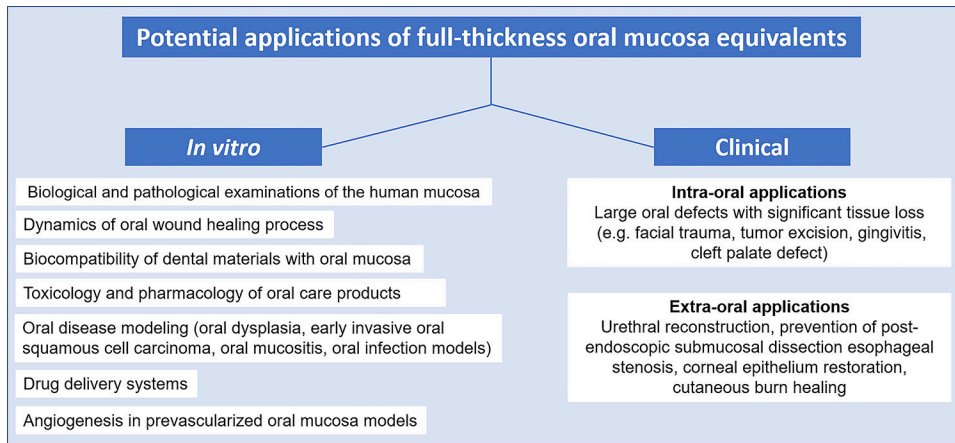 Potential applications of full-thickness oral mucosa equivalents
In vitro
Biological and pathological examinations of the human mucosa
Dynamics of oral wound healing process
Biocompatibility of dental materials with oral mucosa
Toxicology and pharmacology of oral care products
Oral disease modeling (oral dysplasia, early invasive oral
squamous cell carcinoma, oral mucositis, oral infection models)
Drug delivery systems
Angiogenesis in prevascularized oral mucosa models
Clinical
Intra-oral applications
Large oral defects with significant tissue loss
(e.g. facial trauma, tumor excision, gingivitis,
cleft palate defect)
Extra-oral applications
Urethral reconstruction, prevention of post-
endoscopic submucosal dissection esophageal
stenosis, corneal epithelium restoration,
cutaneous burn healing